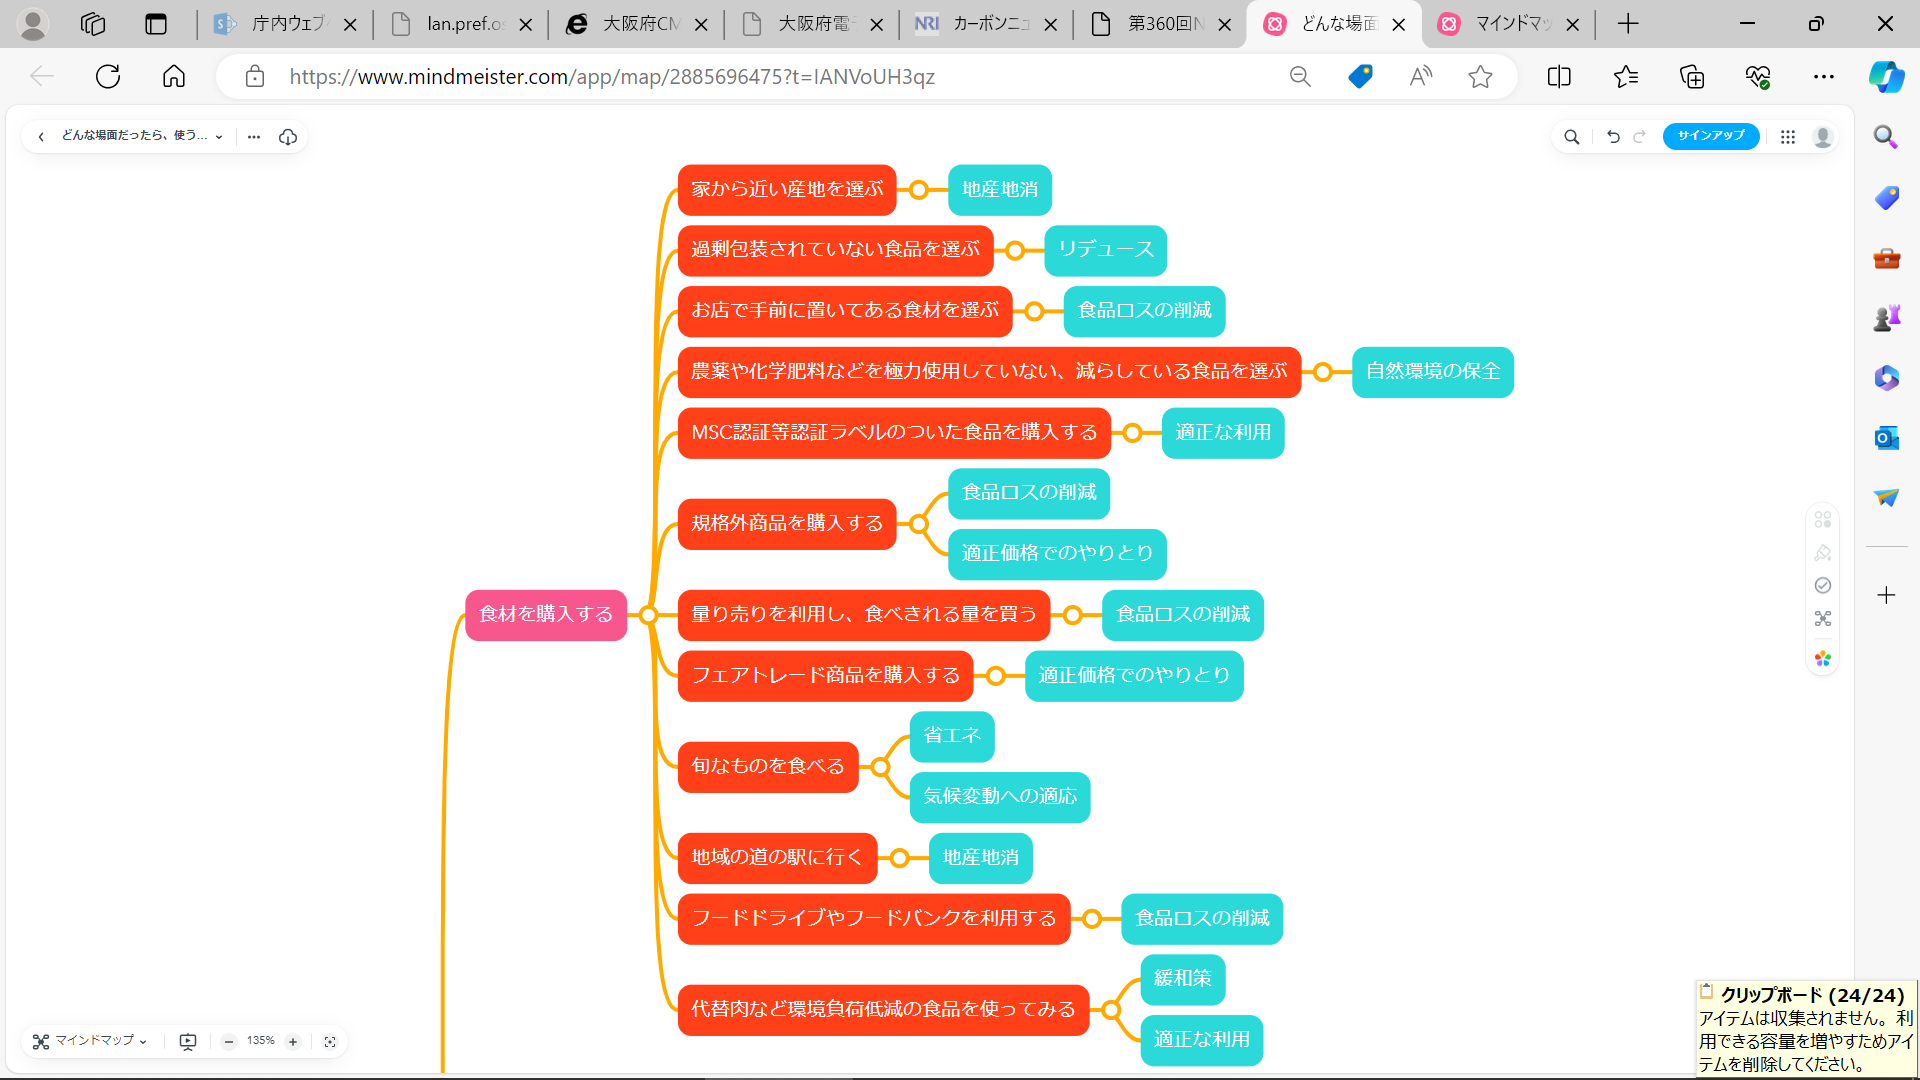 庁内ウェブ
lan.pref.os
大阪府CM
大阪府電子
NRI カーボンニュ
第360回N
どんな場面
マインドマッ
https://www.mindmeister.com/app/map/2885696475?t=IANVoUH3qz
どんな場面だったら、使う...
サインアップ
家から近い産地を選ぶ
地産地消
過剰包装されていない食品を選ぶ
リデュース
お店で手前に置いてある食材を選ぶ
食品ロスの削減
農薬や化学肥料などを極力使用していない、減らしている食品を選ぶ
自然環境の保全
MSC認証等認証ラベルのついた食品を購入する
適正な利用
規格外商品を購入する
食品ロスの削減
適正価格でのやりとり
食材を購入する
量り売りを利用し、食べきれる量を買う
食品ロスの削減
フェアトレード商品を購入する
適正価格でのやりとり
旬なものを食べる
省エネ
気候変動への適応
地域の道の駅に行く
地産地消
フードドライブやフードバンクを利用する
食品ロスの削減
代替肉など環境負荷低減の食品を使ってみる
緩和策
適正な利用
マインドマップ
135%
クリップボード (24/24)
アイテムは収集されません。利
用できる容量を増やすためアイ
テムを削除してください。